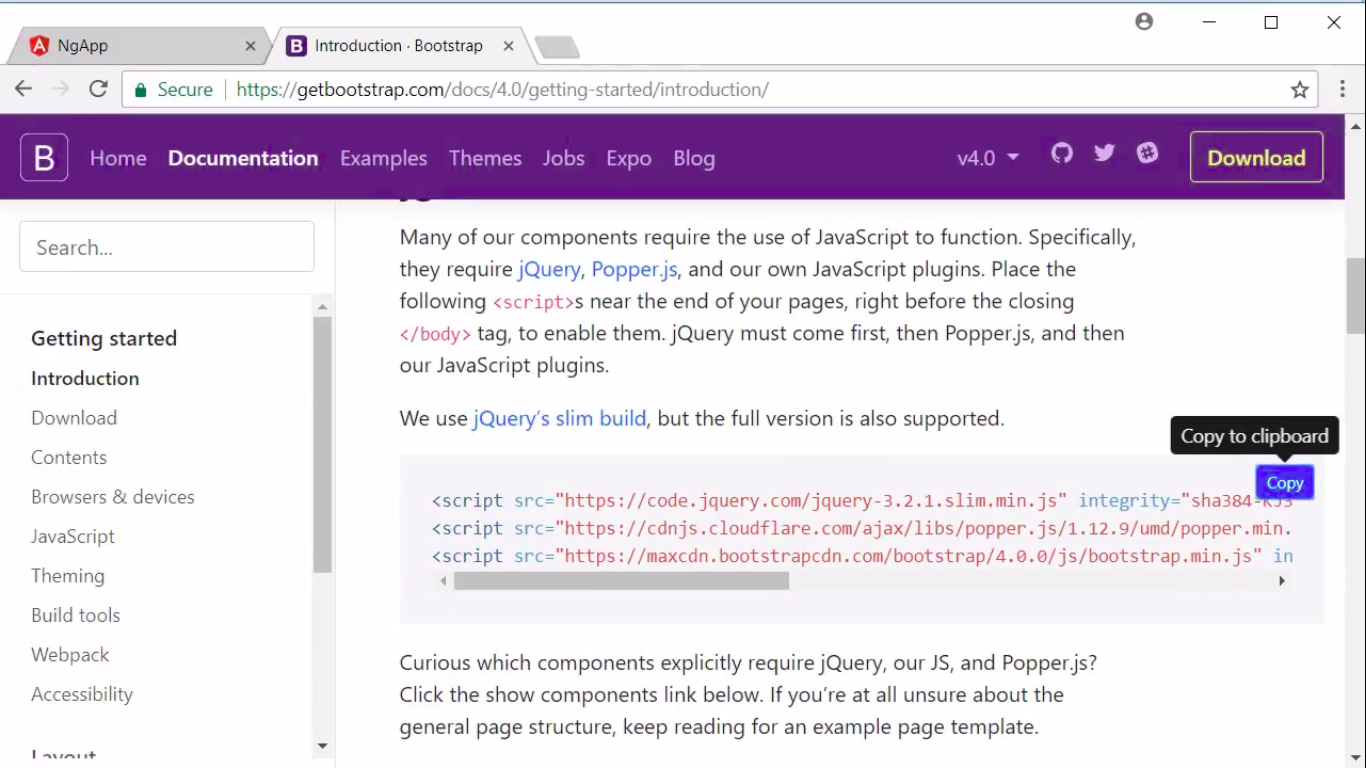 NgApp
Introduction · Bootstrap
Secure
https://getbootstrap.com/docs/4.0/getting-started/introduction/
B Home Documentation Examples Themes Jobs Expo Blog v4.0 Download
Search...
Getting started
Introduction
Download
Contents
Browsers & devices
JavaScript
Theming
Build tools
Webpack
Accessibility
Layout
Many of our components require the use of JavaScript to function. Specifically,
they require jQuery, Popper.js, and our own JavaScript plugins. Place the
following <script>s near the end of your pages, right before the closing
</body> tag, to enable them. jQuery must come first, then Popper.js, and then
our JavaScript plugins.
We use jQuery’s slim build, but the full version is also supported.
Copy to clipboard
Copy
<script src="https://code.jquery.com/jquery-3.2.1.slim.min.js" integrity="sha384-KJ3
<script src="https://cdnjs.cloudflare.com/ajax/libs/popper.js/1.12.9/umd/popper.min.
<script src="https://maxcdn.bootstrapcdn.com/bootstrap/4.0.0/js/bootstrap.min.js" in
Curious which components explicitly require jQuery, our JS, and Popper.js?
Click the show components link below. If you’re at all unsure about the
general page structure, keep reading for an example page template.